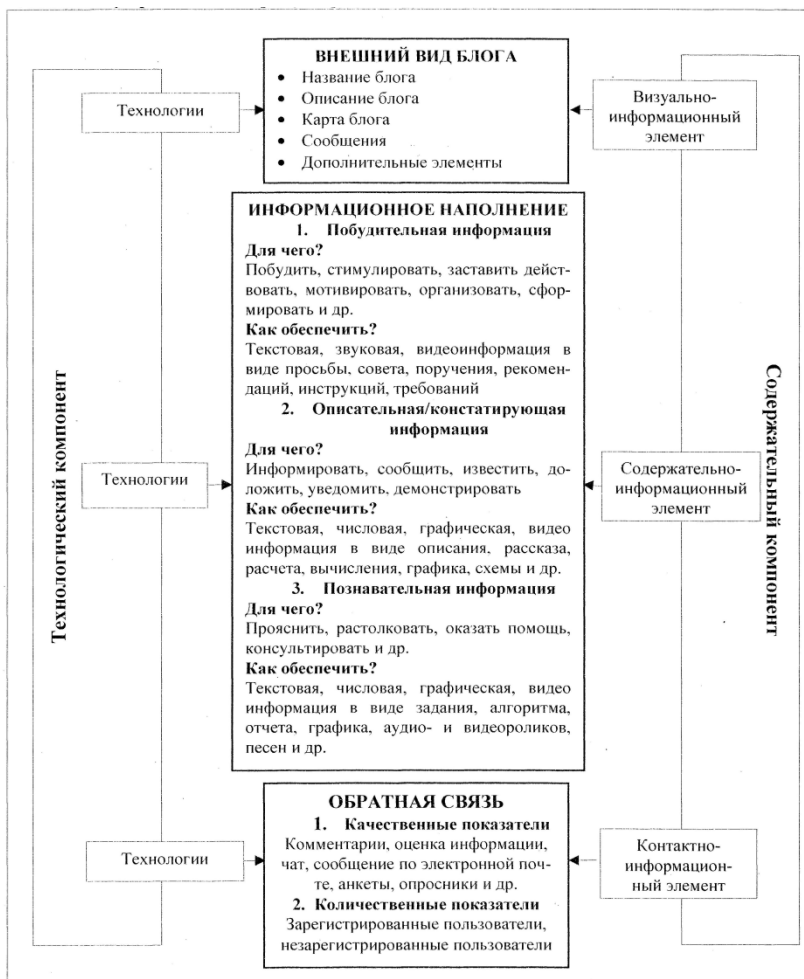 ВНЕШНИЙ ВИД БЛОГА
• Название блога
• Описание блога
• Карта блога
• Сообщения
• Дополнительные элементы
Технологии
Визуально-
информационный
элемент
Технологический компонент
Содержательный компонент
ИНФОРМАЦИОННОЕ НАПОЛНЕНИЕ
1. Побудительная информация
Для чего?
Побудить, стимулировать, заставить дейст-
вовать, мотивировать, организовать, сфор-
мировать и др.
Как обеспечить?
Текстовая, звуковая, видеоинформация в
виде просьбы, совета, поручения, рекомен-
даций, инструкций, требований
2. Описательная/констатирующая
информация
Для чего?
Информировать, сообщить, известить, до-
ложить, уведомить, демонстрировать
Как обеспечить?
Текстовая, числовая, графическая, видео
информация в виде описания, рассказа,
расчета, вычисления, графика, схемы и др.
3. Познавательная информация
Для чего?
Прояснить, растолковать, оказать помощь,
консультировать и др.
Как обеспечить?
Текстовая, числовая, графическая, видео
информация в виде задания, алгоритма,
отчета, графика, аудио- и видеороликов,
песен и др.
Технологии
Содержательно-
информационный
элемент
ОБРАТНАЯ СВЯЗЬ
1. Качественные показатели
Комментарии, оценка информации,
чат, сообщение по электронной поч-
те, анкеты, опросники и др.
2. Количественные показатели
Зарегистрированные пользователи,
незарегистрированные пользователи
Технологии
Контактно-
информацион-
ный элемент